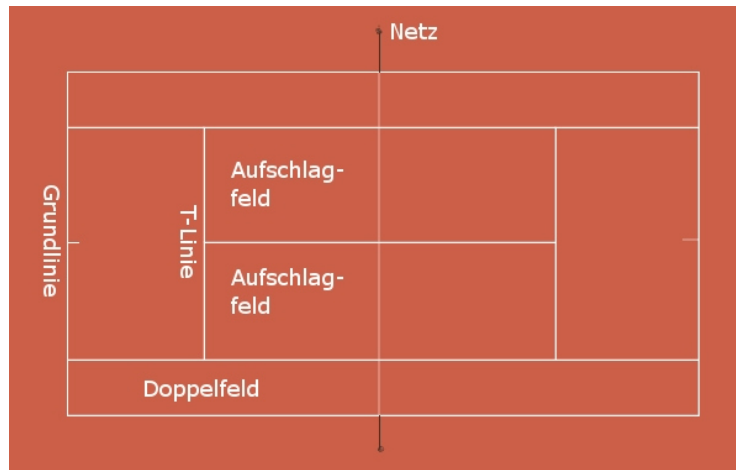 Netz
Aufschlag-
feld
Grundlinie
T-Linie
Aufschlag-
feld
Doppelfeld